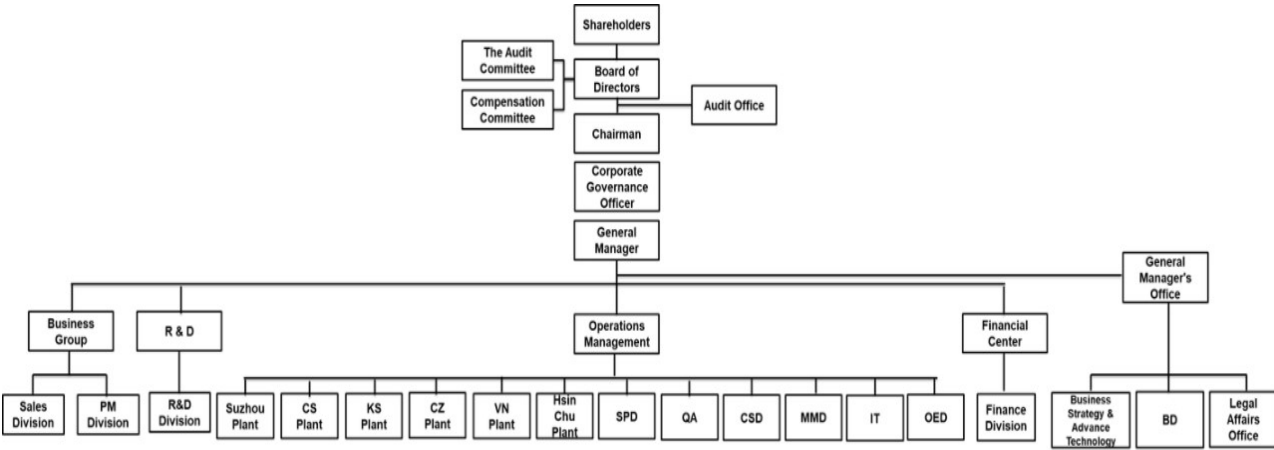 Shareholders
The Audit
Committee
Board of
Directors
Compensation
Committee
Audit Office
Chairman
Corporate
Governance
Officer
General
Manager
General
Manager's
Office
Business
Group
R & D
Operations
Management
Financial
Center
Sales
Division
PM
Division
R&D
Division
Suzhou
Plant
CS
Plant
KS
Plant
CZ
Plant
VN
Plant
Hsin
Chu
Plant
SPD
QA
CSD
MMD
IT
OED
Finance
Division
Business
Strategy &
Advance
Technology
BD
Legal
Affairs
Office